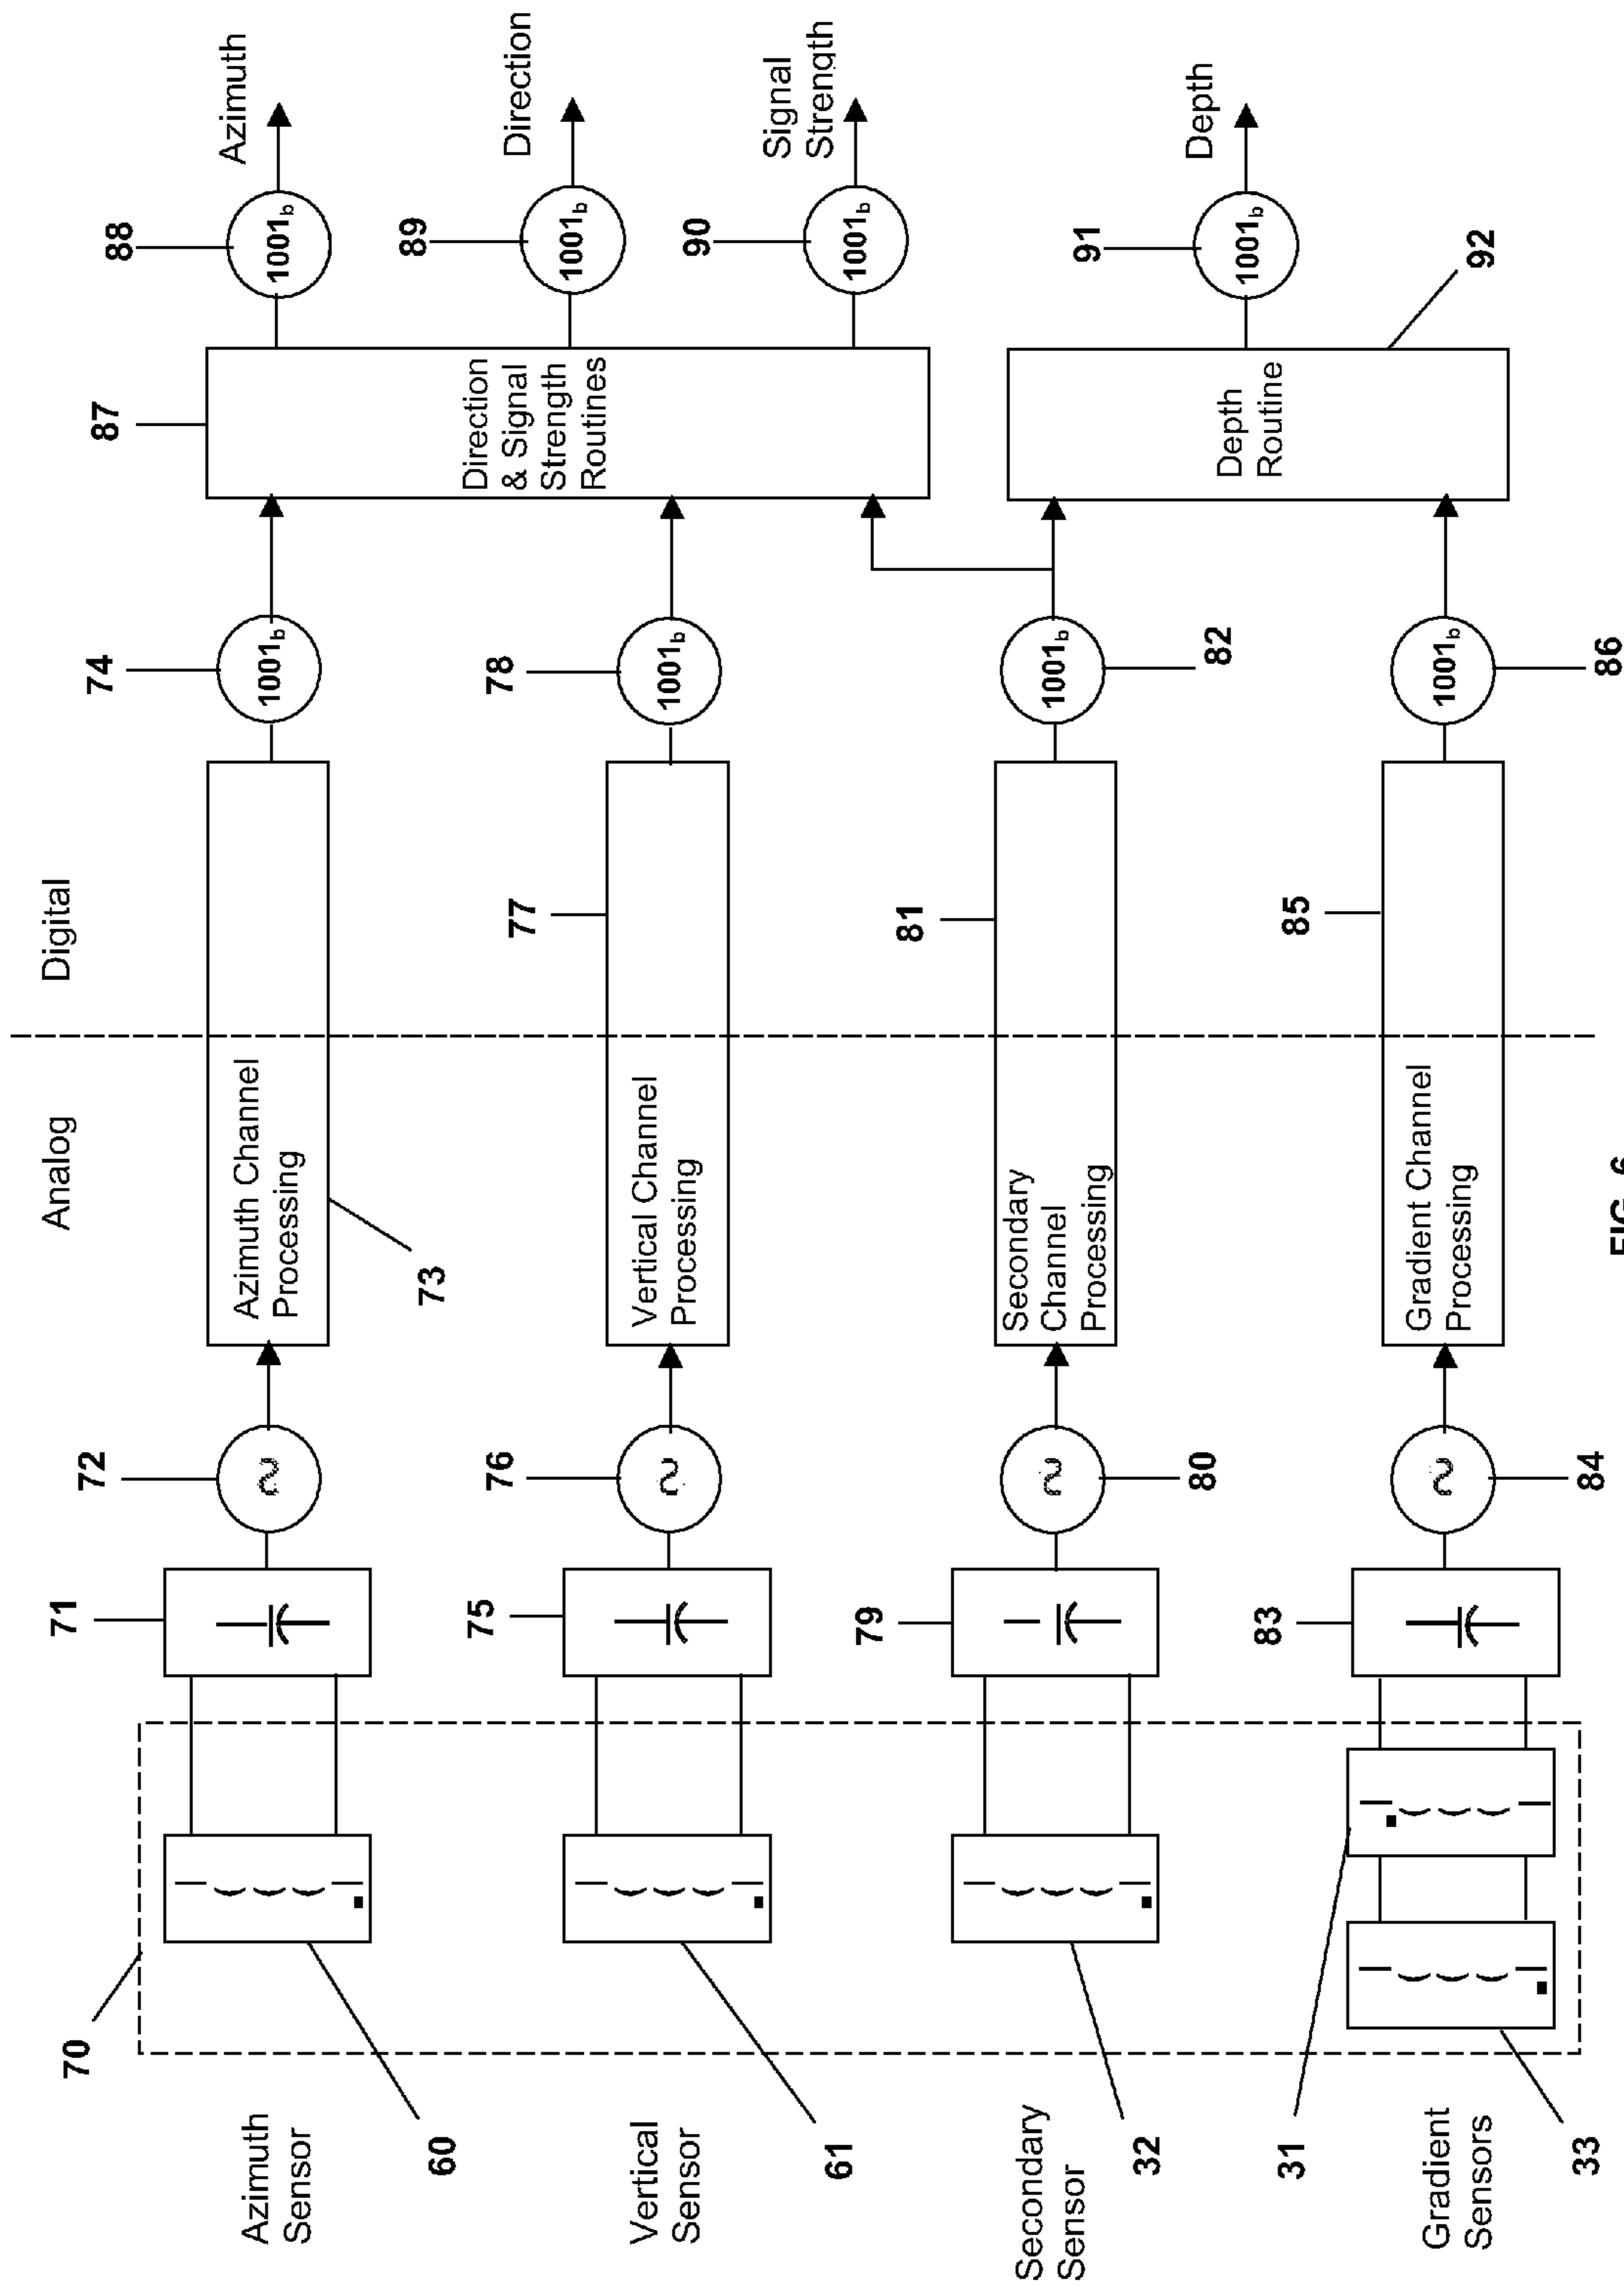 Analog
Digital
Azimuth
Sensor
60
70
71
72
Azimuth Channel
Processing
73
74
87
Direction
& Signal
Strength
Routines
88
1001b
1001b
Azimuth
Vertical
Sensor
61
75
76
Vertical Channel
Processing
77
78
1001b
89
1001b
Direction
90
1001b
Signal
Strength
Secondary
Sensor
32
79
80
Secondary
Channel
Processing
81
82
1001b
Depth
Routine
91
1001b
Depth
92
Gradient
Sensors
31
33
83
84
Gradient Channel
Processing
85
86
1001b
FIG. 6